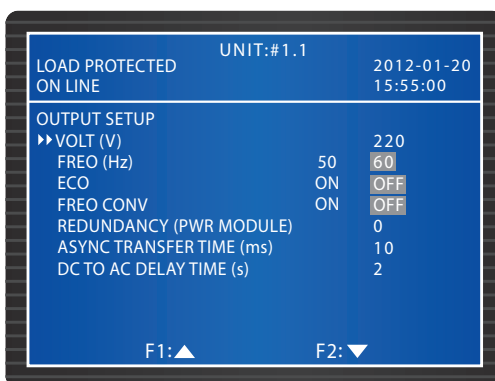 UNIT:#1.1
LOAD PROTECTED 2012-01-20
ON LINE 15:55:00
OUTPUT SETUP
VOLT (V) 220
FREO (Hz) 50 60
ECO ON OFF
FREO CONV ON OFF
REDUNDANCY (PWR MODULE) 0
ASYNC TRANSFER TIME (ms) 10
DC TO AC DELAY TIME (s) 2
F1:▲ F2:▼